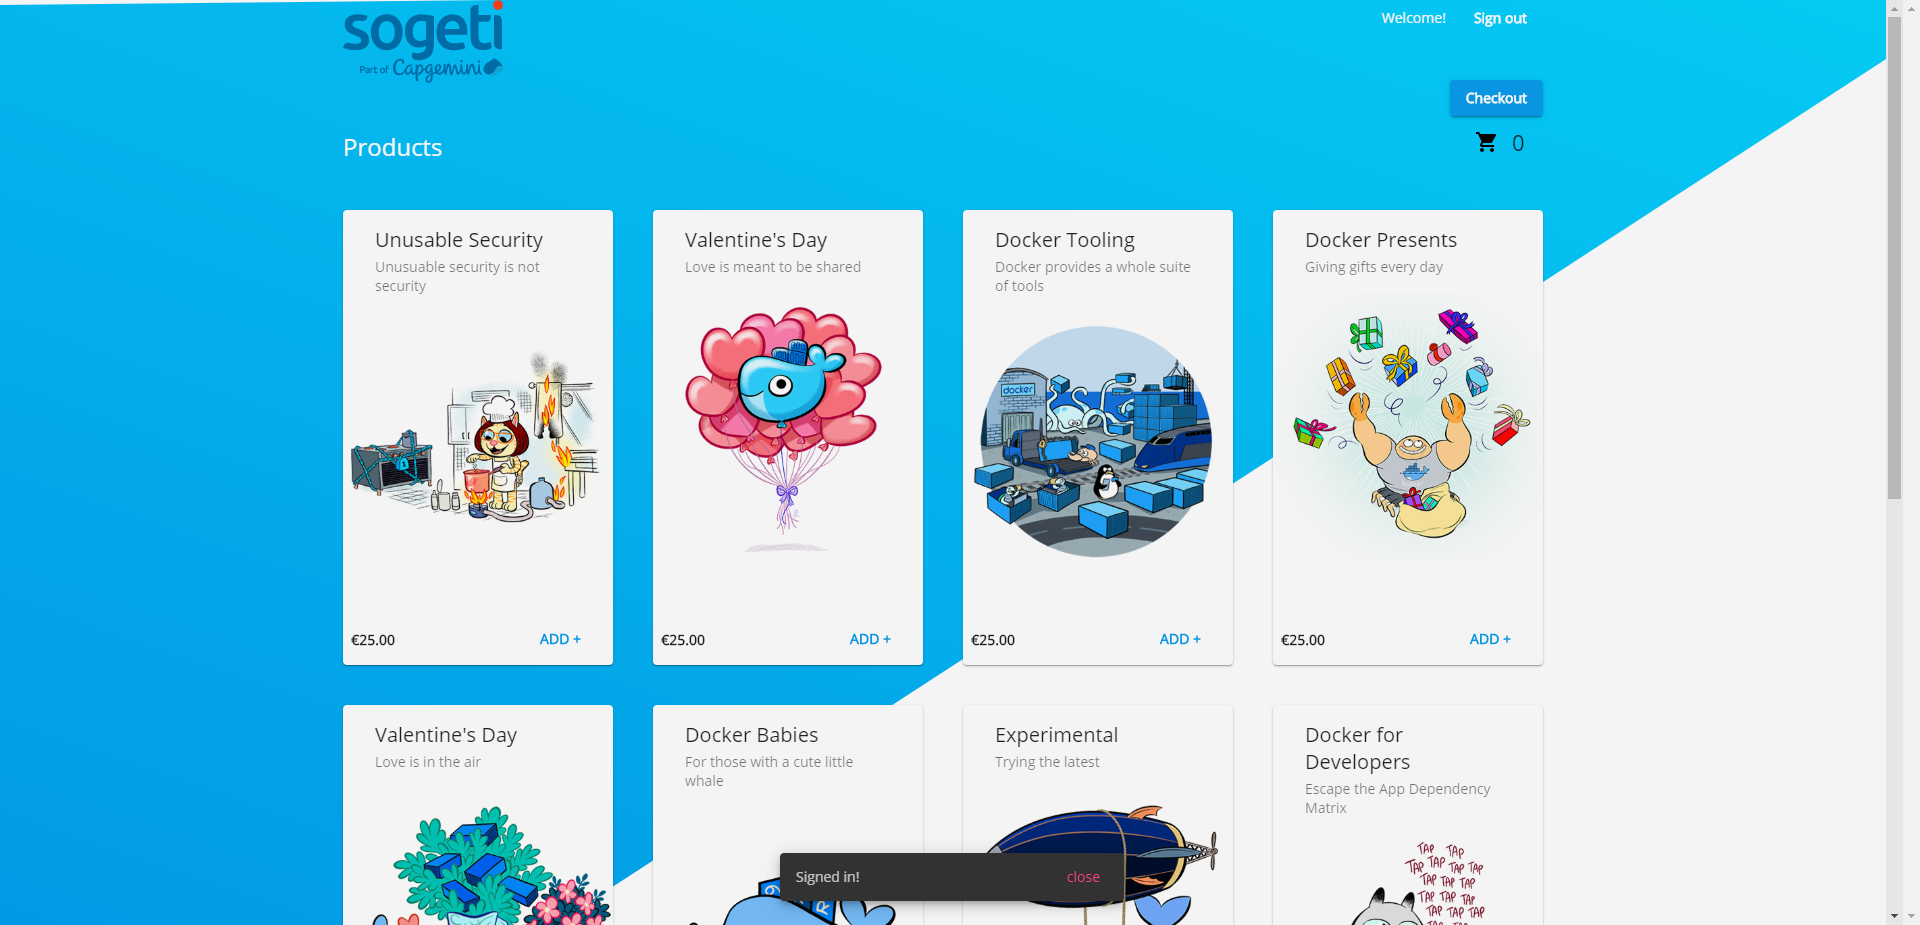 sogeti
Part of Capgemini
Welcome! Sign out
Checkout
Products
0
Unusable Security
Unusuable security is not
security
€25.00 ADD +
Valentine's Day
Love is meant to be shared
€25.00 ADD +
Docker Tooling
Docker provides a whole suite
of tools
docker
€25.00 ADD +
Docker Presents
Giving gifts every day
€25.00 ADD +
Valentine's Day
Love is in the air
Docker Babies
For those with a cute little
whale
R
Experimental
Trying the latest
Docker for
Developers
Escape the App Dependency
Matrix
TAP TAP
TAP TAP TAP TAP
TAP TAP TAP
TAP TAP TAP
TAP TAP TAP
Signed in! close